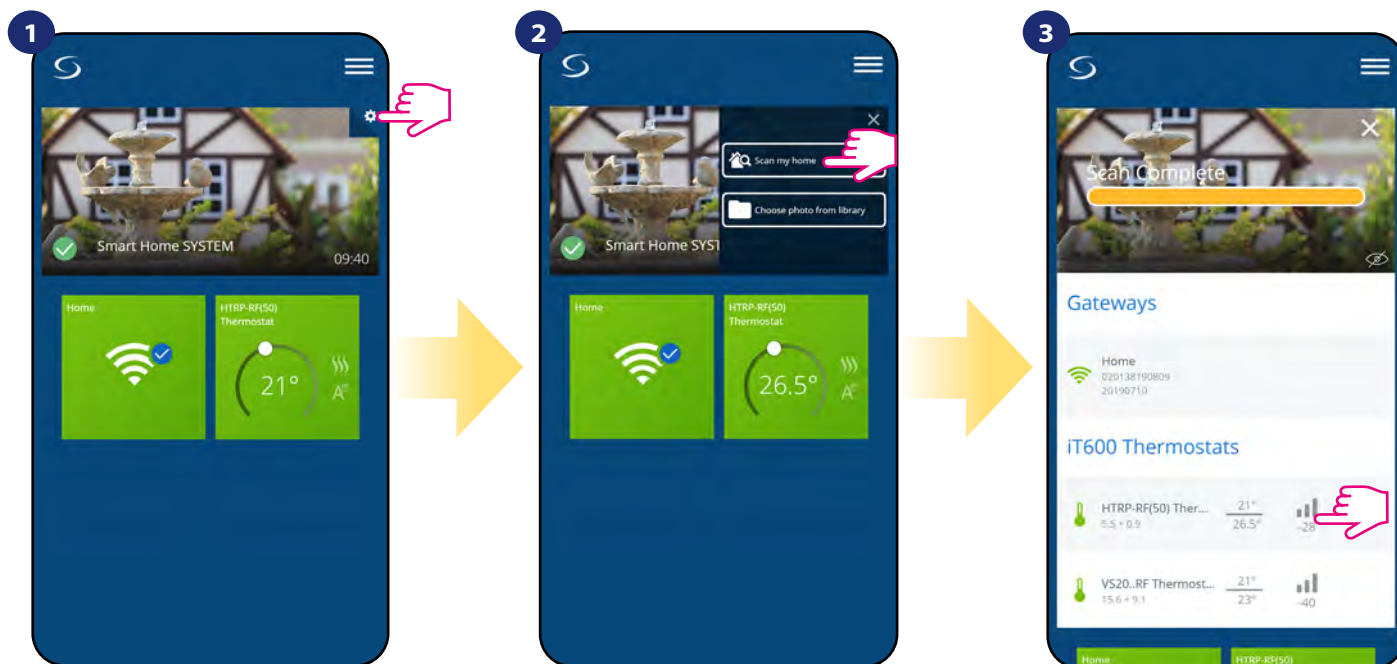 1
Smart Home SYSTEM
09:40
Home
HTRP-RF(50)
Thermostat
21°
2
Scan my home
Choose photo from library
Smart Home SYST
Home
HTRP-RF(50)
Thermostat
26.5°
3
Scan Complete
Gateways
Home
020138190809
20190710
iT600 Thermostats
HTRP-RF(50) Ther... 21°
5.5 + 0.9 26.5° -28
VS20..RF Thermost... 21°
15.6 + 9.1 23° -40
Home
HTRP-RF(50)